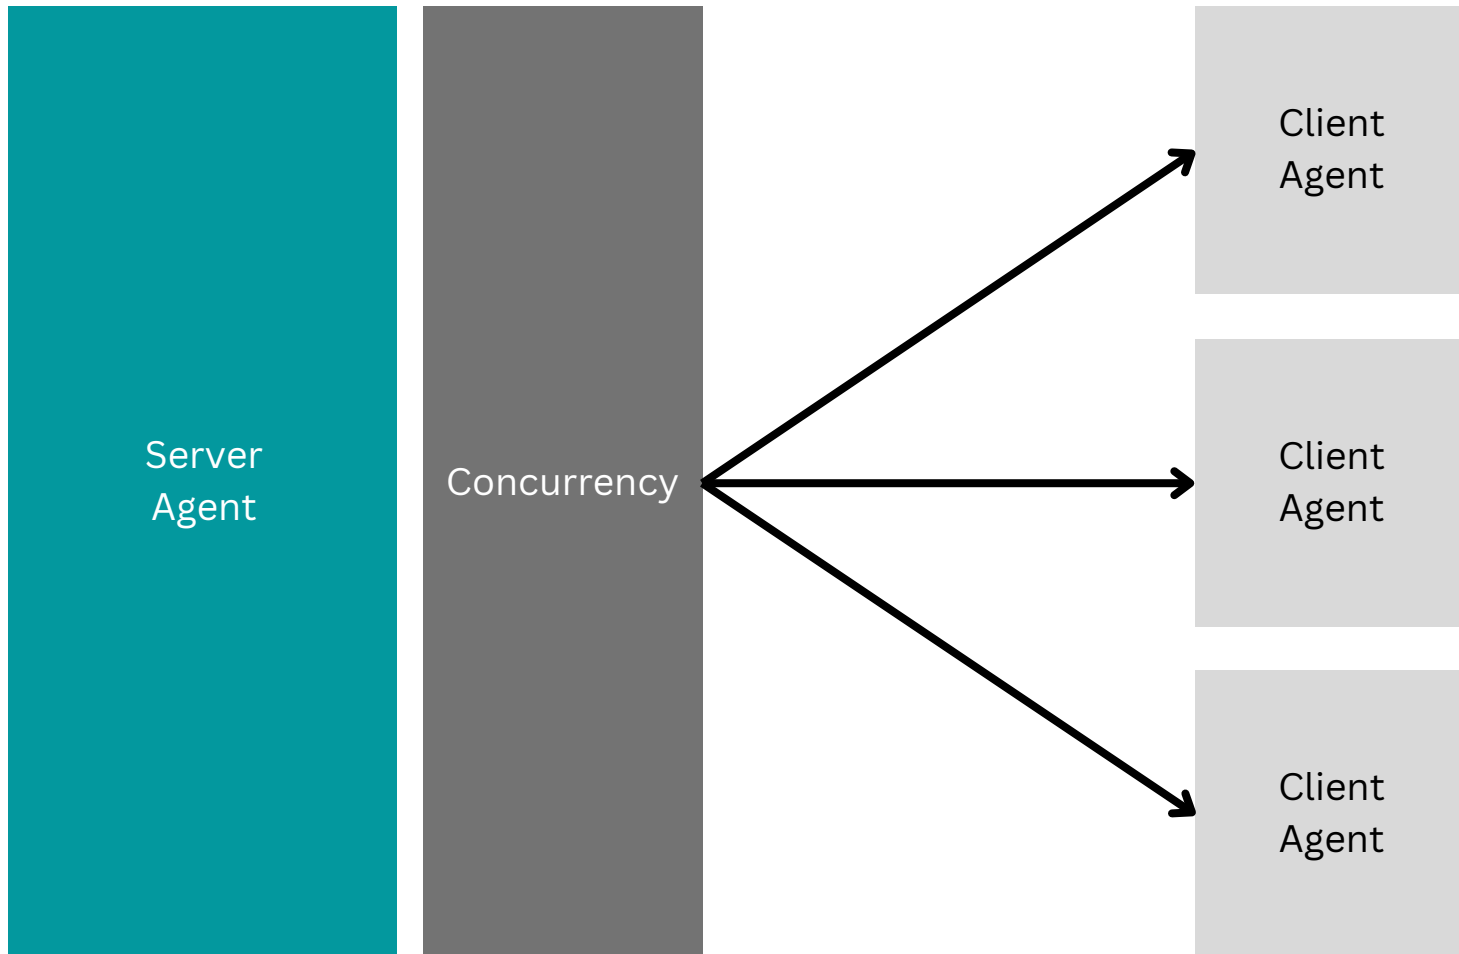 Server
Agent
Concurrency
Client
Agent
Client
Agent
Client
Agent